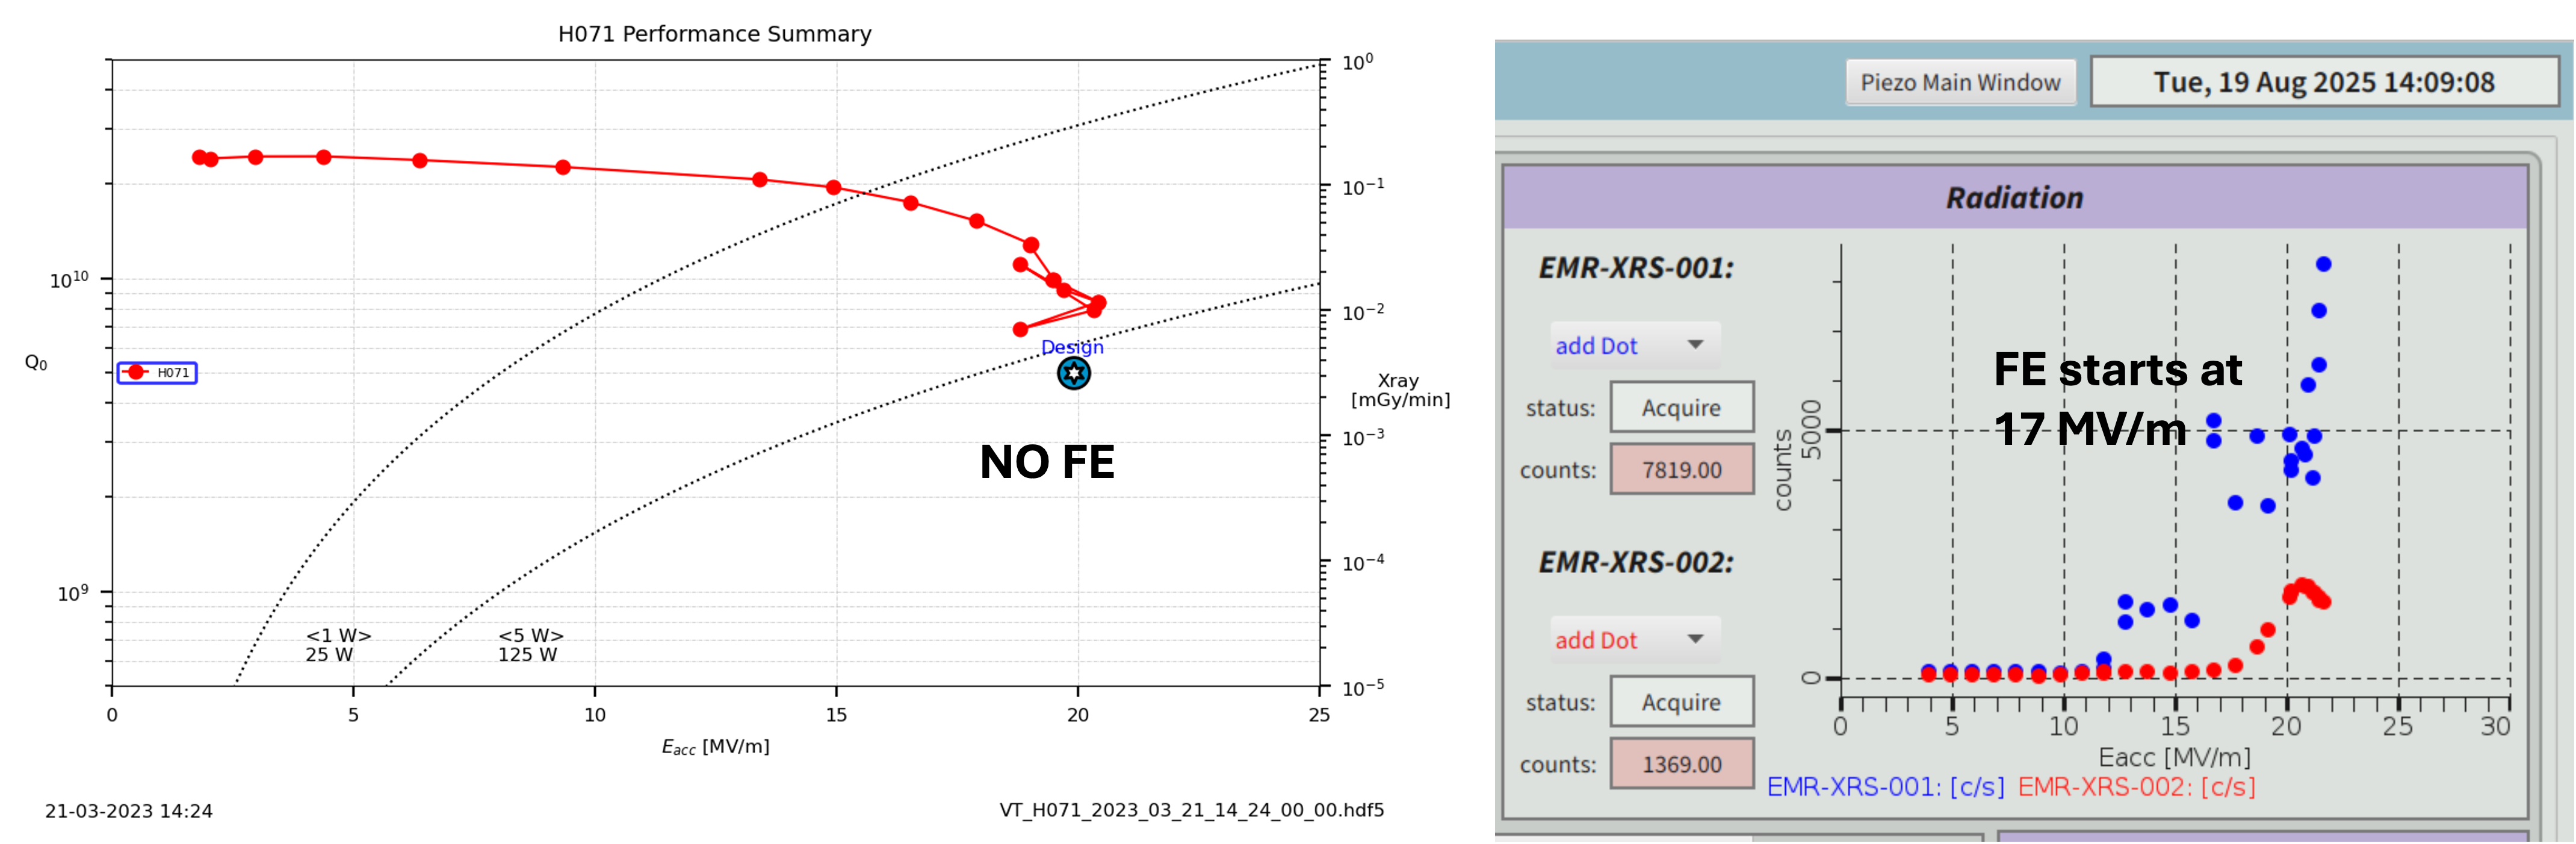 H071 Performance Summary
10⁰
10⁻¹
10¹⁰
10⁻²
Design
Q₀
H071
Xray
[mGy/min]
10⁻³
NO FE
10⁻⁴
10⁹
<1 W>
25 W
<5 W>
125 W
10⁻⁵
0 5 10 15 20 25
Eacc [MV/m]
21-03-2023 14:24
VT_H071_2023_03_21_14_24_00_00.hdf5
Piezo Main Window
Tue, 19 Aug 2025 14:09:08
Radiation
EMR-XRS-001:
add Dot
status: Acquire
counts: 7819.00
EMR-XRS-002:
add Dot
status: Acquire
counts: 1369.00
FE starts at
17 MV/m
counts
5000
0
0 5 10 15 20 25 30
Eacc [MV/m]
EMR-XRS-001: [c/s] EMR-XRS-002: [c/s]